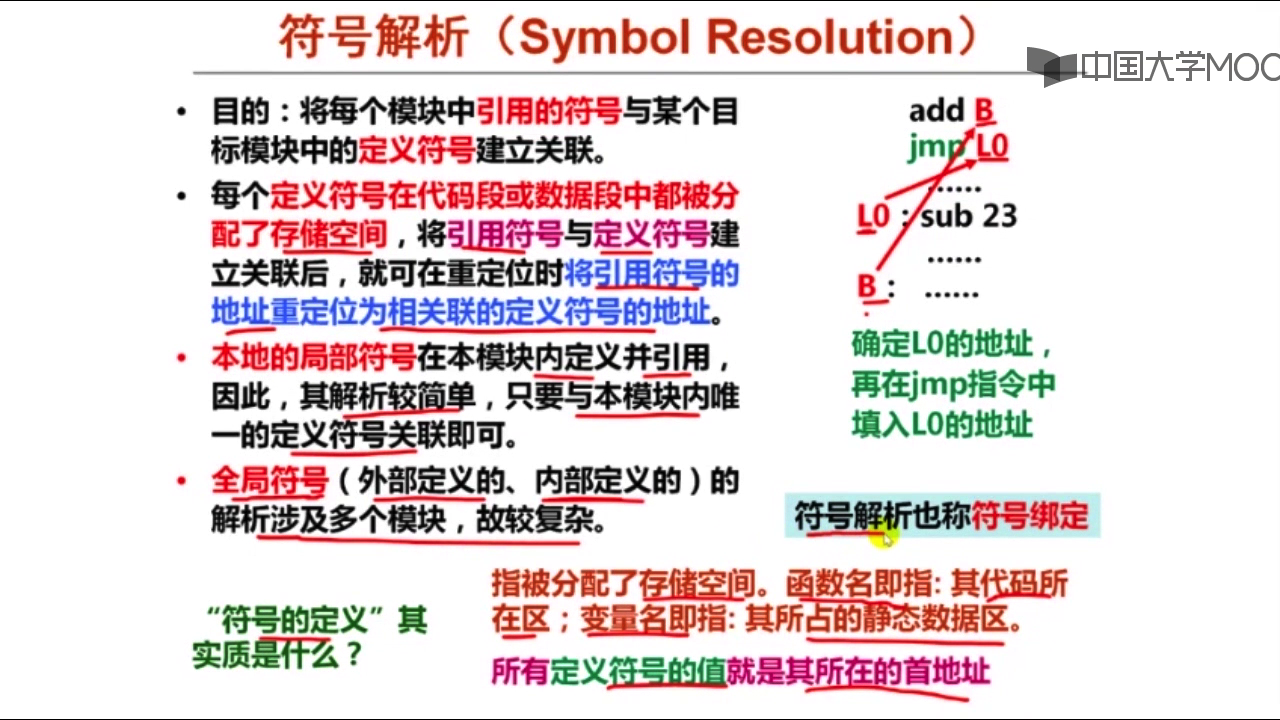 符号解析（Symbol Resolution）
中国大学MOO
• 目的：将每个模块中引用的符号与某个目
标模块中的定义符号建立关联。
• 每个定义符号在代码段或数据段中都被分
配了存储空间，将引用符号与定义符号建
立关联后，就可在重定位时将引用符号的
地址重定位为相关联的定义符号的地址。
• 本地的局部符号在本模块内定义并引用，
因此，其解析较简单，只要与本模块内唯
一的定义符号关联即可。
• 全局符号（外部定义的、内部定义的）的
解析涉及多个模块，故较复杂。
add B
jmp L0
……
L0：sub 23
……
B： ……
确定L0的地址，
再在jmp指令中
填入L0的地址
符号解析也称符号绑定
“符号的定义”其
实质是什么？
指被分配了存储空间。函数名即指: 其代码所
在区；变量名即指: 其所占的静态数据区。
所有定义符号的值就是其所在的首地址